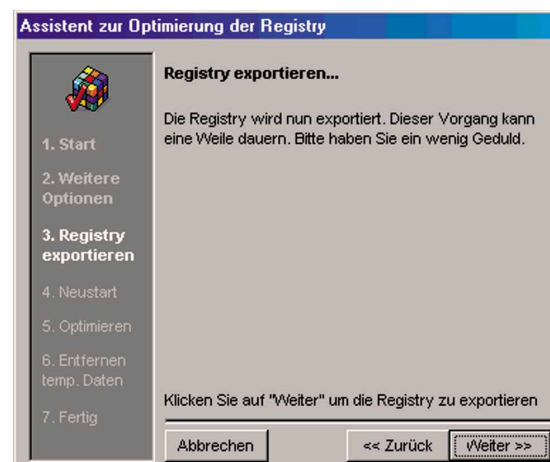 Assistent zur Optimierung der Registry
1. Start
2. Weitere
Optionen
3. Registry
exportieren
4. Neustart
5. Optimieren
6. Entfernen
temp. Daten
7. Fertig
Registry exportieren...
Die Registry wird nun exportiert. Dieser Vorgang kann
eine Weile dauern. Bitte haben Sie ein wenig Geduld.
Klicken Sie auf "Weiter" um die Registry zu exportieren
Abbrechen
<< Zurück
Weiter >>